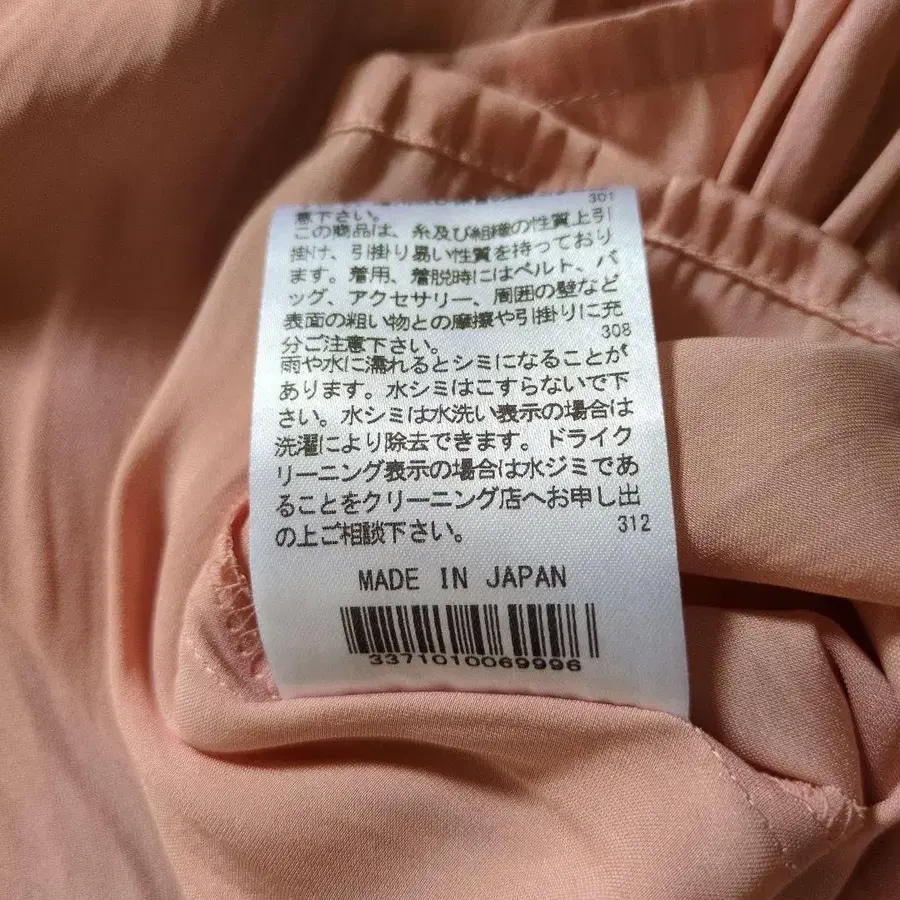 301
意下さい。
この商品は、糸及び組織の性質上引
掛け、引掛り易い性質を持っており
ます。着用、着脱時にはベルト、バ
ッグ、アクセサリー、周囲の壁など
表面の粗い物との摩擦や引掛りに充
分ご注意下さい。
308
雨や水に濡れるとシミになることが
あります。水シミはこすらないで下
さい。水シミは水洗い表示の場合は
洗濯により除去できます。ドライク
リーニング表示の場合は水ジミであ
ることをクリーニング店へお申し出
の上ご相談下さい。
312
MADE IN JAPAN
3371010069996